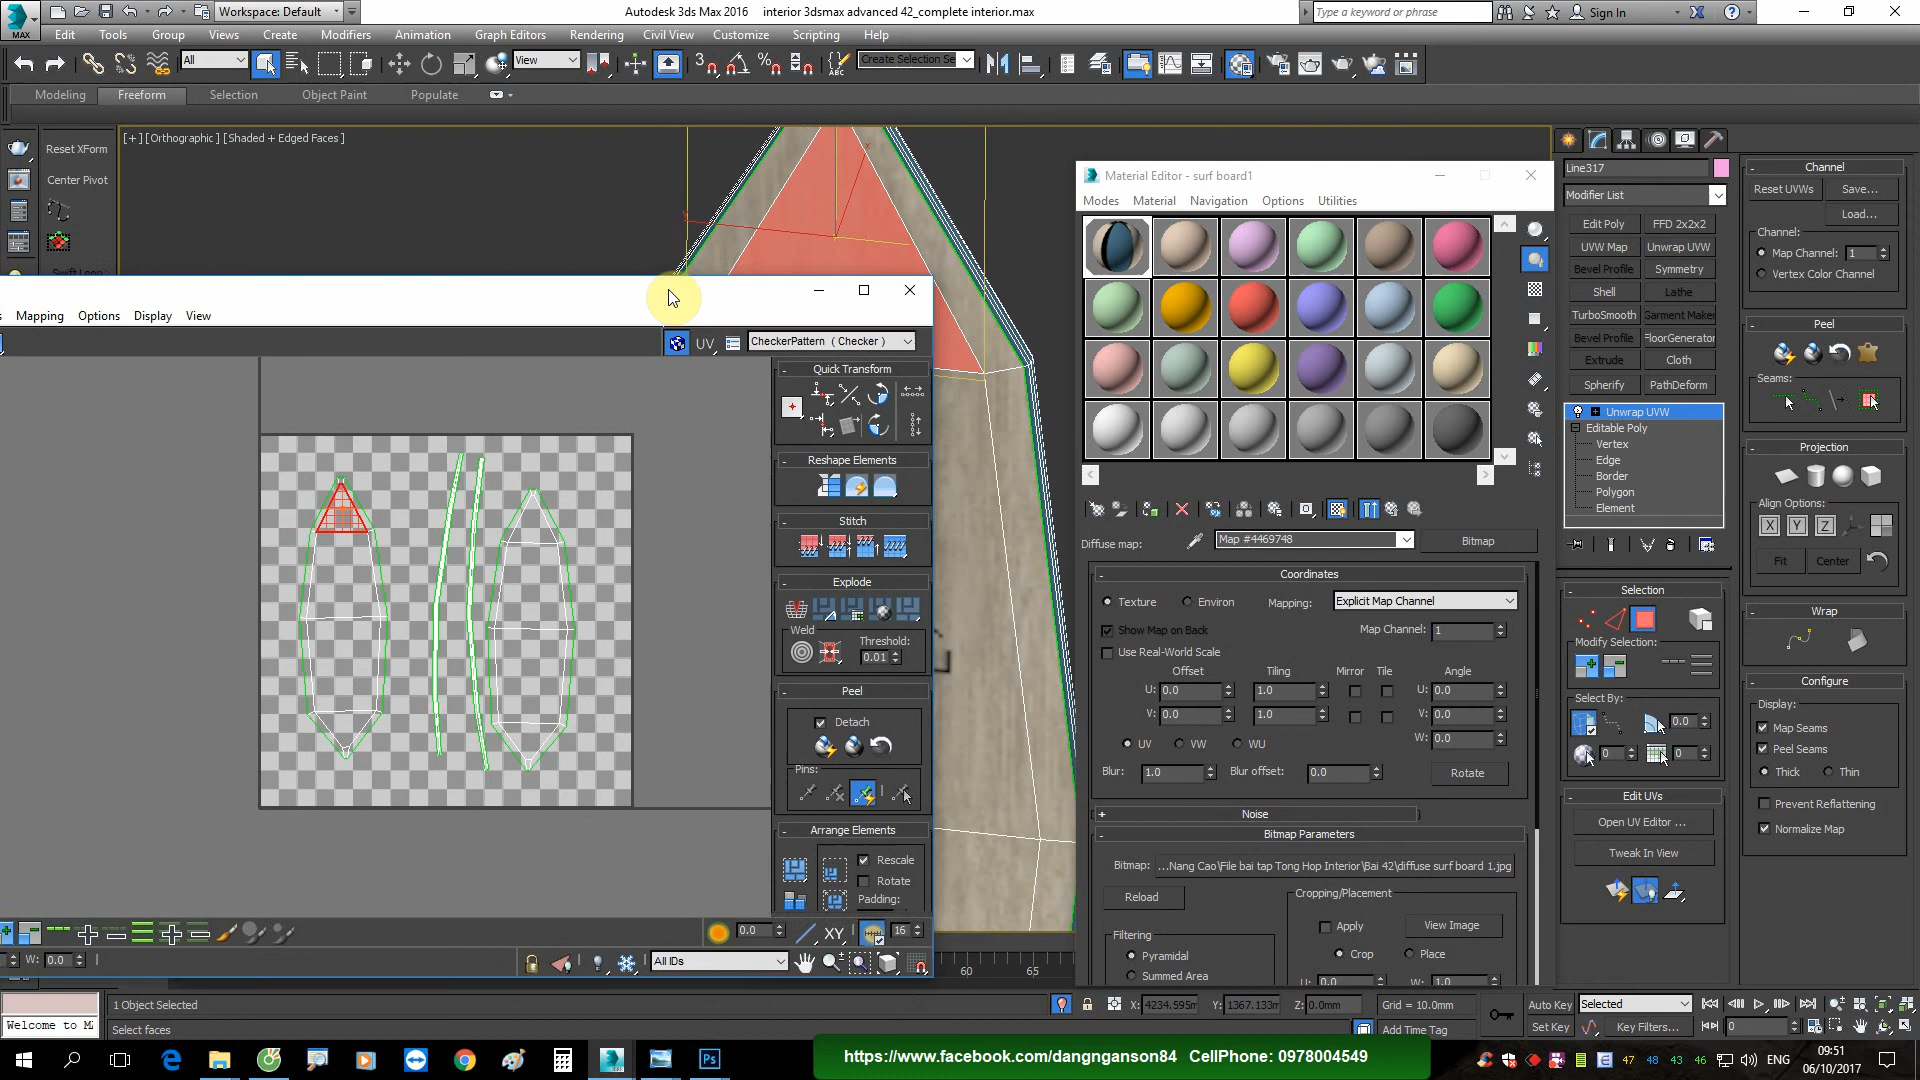 MAX
Workspace: Default
Autodesk 3ds Max 2016 interior 3dsmax advanced 42_complete interior.max
Type a keyword or phrase
Sign In
Edit Tools Group Views Create Modifiers Animation Graph Editors Rendering Civil View Customize Scripting Help
All
View
Create Selection Se
Modeling Freeform Selection Object Paint Populate
[+] [Orthographic ] [Shaded + Edged Faces ]
Reset XForm
Center Pivot
Swift Loop
Mapping Options Display View
UV
CheckerPattern ( Checker )
Quick Transform
Reshape Elements
Stitch
Explode
Weld
Threshold:
0.01
Peel
Detach
Pins:
Arrange Elements
Rescale
Rotate
Padding:
0.0
XY
16
W: 0.0
All IDs
60 65
Material Editor - surf board1
Modes Material Navigation Options Utilities
Diffuse map:
Map #4469748
Bitmap
Coordinates
Texture Environ Mapping: Explicit Map Channel
Show Map on Back
Map Channel: 1
Use Real-World Scale
Offset Tiling Mirror Tile Angle
U: 0.0 1.0 U: 0.0
V: 0.0 1.0 V: 0.0
W: 0.0
UV VW WU
Blur: 1.0 Blur offset: 0.0 Rotate
Noise
Bitmap Parameters
Bitmap: ...Nang Cao\File bai tap Tong Hop Interior\Bai 42\diffuse surf board 1.jpg
Reload
Cropping/Placement
Apply
View Image
Filtering
Pyramidal
Crop Place
Summed Area
U: 0.0 W: 1.0
Line317
Modifier List
Edit Poly FFD 2x2x2
UVW Map Unwrap UVW
Bevel Profile Symmetry
Shell Lathe
TurboSmooth Garment Maker
Bevel Profile FloorGenerator
Extrude Cloth
Spherify PathDeform
Unwrap UVW
Editable Poly
Vertex
Edge
Border
Polygon
Element
Selection
Modify Selection:
Select By:
0.0
0 0
Edit UVs
Open UV Editor ...
Tweak In View
Channel
Reset UVWs Save...
Load...
Channel:
Map Channel: 1
Vertex Color Channel
Peel
Seams:
Projection
Align Options:
X Y Z
Fit Center
Wrap
Configure
Display:
Map Seams
Peel Seams
Thick Thin
Prevent Reflattening
Normalize Map
Welcome to M
1 Object Selected
Select faces
X: 4234.595m Y: 1367.133m Z: 0.0mm Grid = 10.0mm
Add Time Tag
Auto Key Selected
Set Key Key Filters...
0
https://www.facebook.com/dangnganson84 CellPhone: 0978004549
47 48 43 46
ENG
09:51
06/10/2017